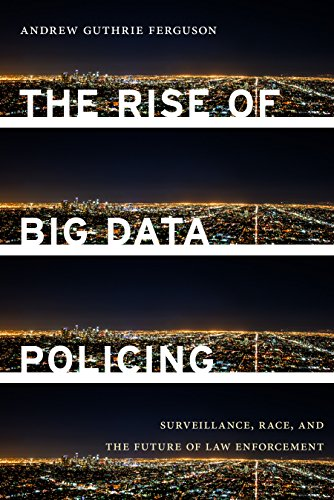 ANDREW GUTHRIE FERGUSON
THE RISE OF
BIG DATA
POLICING
SURVEILLANCE, RACE, AND
THE FUTURE OF LAW ENFORCEMENT